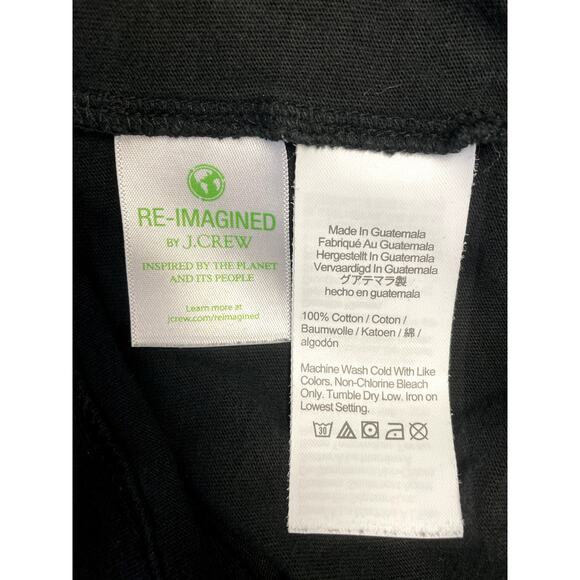 RE-IMAGINED
BY J.CREW
INSPIRED BY THE PLANET
AND ITS PEOPLE
Learn more at
jcrew.com/reimagined
Made In Guatemala
Fabriqué Au Guatemala
Hergestellt In Guatemala
Vervaardigd In Guatemala
グアテマラ製
hecho en guatemala
100% Cotton / Coton /
Baumwolle / Katoen / 綿 /
algodón
Machine Wash Cold With Like
Colors. Non-Chlorine Bleach
Only. Tumble Dry Low. Iron on
Lowest Setting.
30